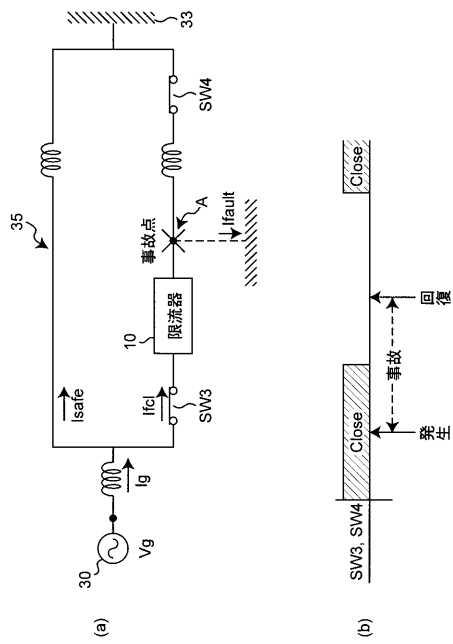 (a)
30
Vg
Ig
35
Isafe
Ifcl
SW3
10
限流器
事故点
A
Ifault
SW4
33
(b)
SW3, SW4
Close
Close
事故
発生
回復